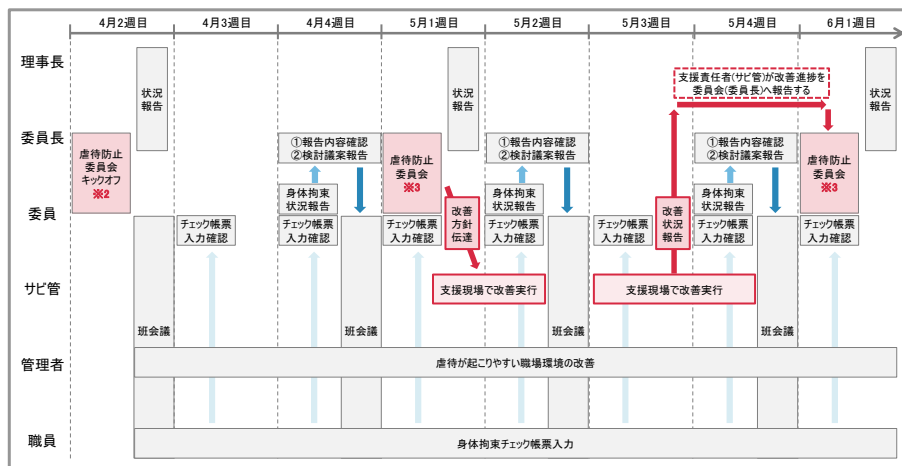 4月2週目 4月3週目 4月4週目 5月1週目 5月2週目 5月3週目 5月4週目 6月1週目
理事長
状況
報告
状況
報告
支援責任者(サビ管)が改善進捗を
委員会(委員長)へ報告する
状況
報告
委員長
虐待防止
委員会
キックオフ
※2
①報告内容確認
②検討議案報告
虐待防止
委員会
※3
①報告内容確認
②検討議案報告
①報告内容確認
②検討議案報告
虐待防止
委員会
※3
委員
身体拘束
状況報告
身体拘束
状況報告
身体拘束
状況報告
チェック帳票
入力確認
チェック帳票
入力確認
チェック帳票
入力確認
改善
方針
伝達
チェック帳票
入力確認
チェック帳票
入力確認
改善
状況
報告
チェック帳票
入力確認
チェック帳票
入力確認
サビ管
支援現場で改善実行
支援現場で改善実行
班会議
班会議
班会議
班会議
管理者
虐待が起こりやすい職場環境の改善
職員
身体拘束チェック帳票入力